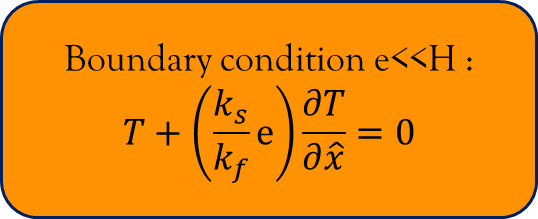 Boundary condition e<<H :
T + (k_s/k_f e) ∂T/∂x̂ = 0